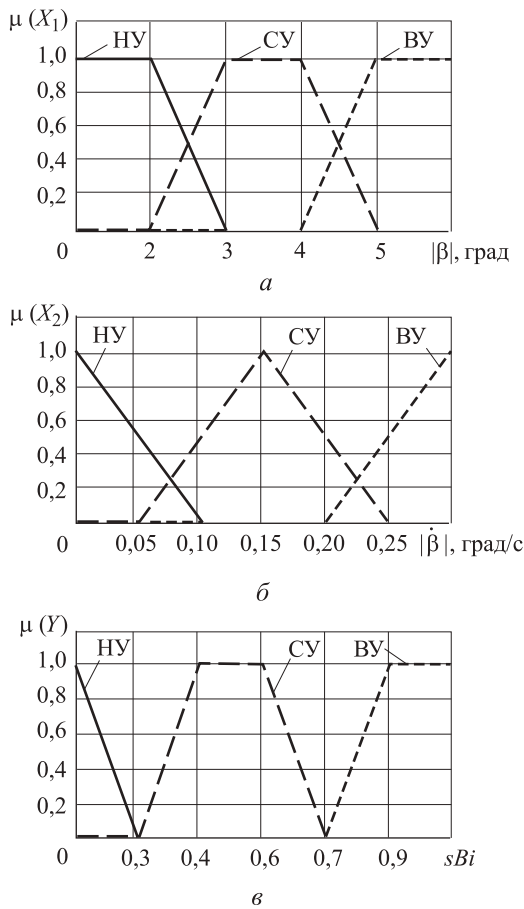 μ (X₁)
НУ СУ ВУ
1,0
0,8
0,6
0,4
0,2
0 2 3 4 5 |β|, град
а
μ (X₂)
НУ СУ ВУ
1,0
0,8
0,6
0,4
0,2
0 0,05 0,10 0,15 0,20 0,25 |β̇|, град/с
б
μ (Y)
НУ СУ ВУ
1,0
0,8
0,6
0,4
0,2
0 0,3 0,4 0,6 0,7 0,9 sBi
в